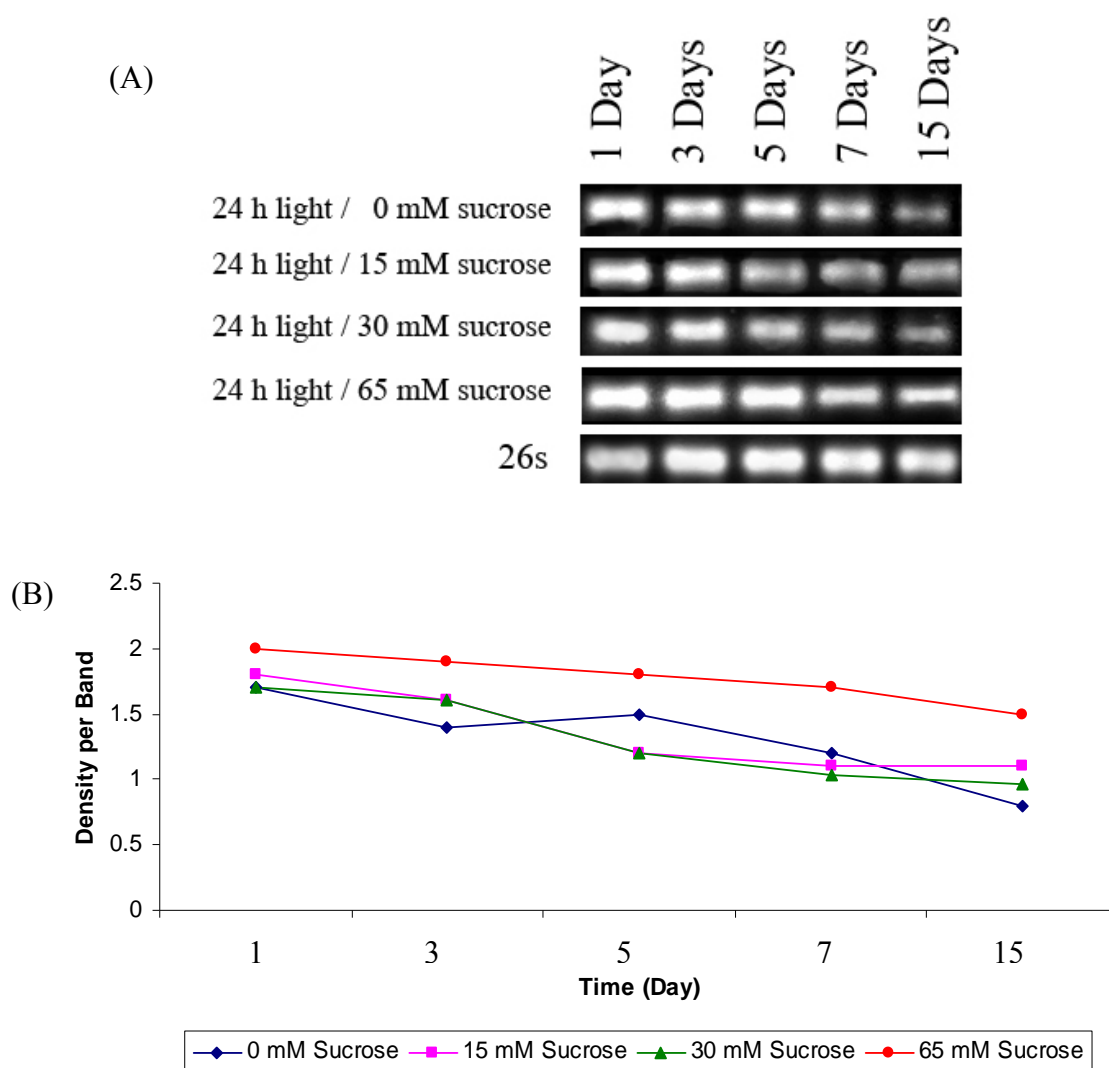 (A)
1 Day
3 Days
5 Days
7 Days
15 Days
24 h light / 0 mM sucrose
24 h light / 15 mM sucrose
24 h light / 30 mM sucrose
24 h light / 65 mM sucrose
26s
(B)
Density per Band
2.5
2
1.5
1
0.5
0
1 3 5 7 15
Time (Day)
0 mM Sucrose 15 mM Sucrose 30 mM Sucrose 65 mM Sucrose